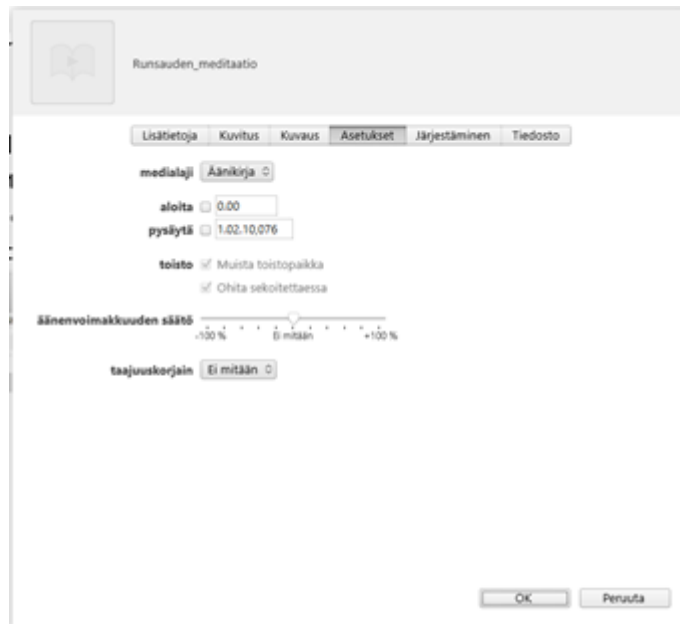 Runsauden_meditaatio
Lisätietoja Kuvitus Kuvaus Asetukset Järjestäminen Tiedosto
medialaji Äänikirja
aloita 0.00
pysäytä 1.02.10,076
toisto Muista toistopaikka
Ohita sekoitettaessa
äänenvoimakkuuden säätö
-100 % Ei mitään +100 %
taajuuskorjain Ei mitään
OK Peruuta